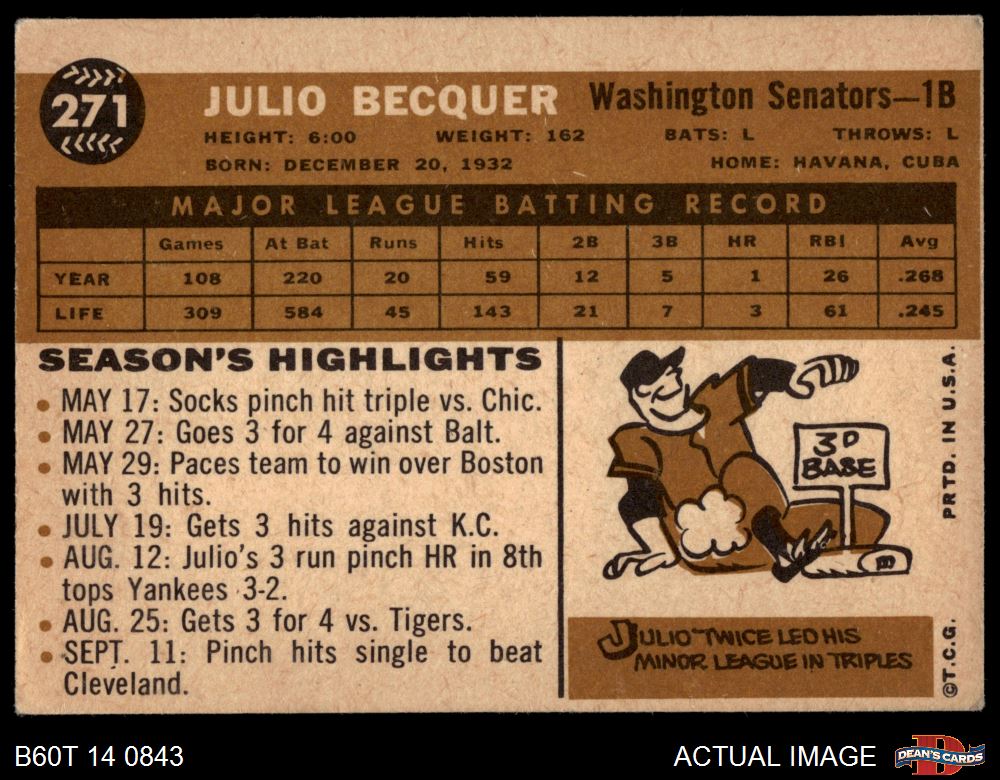 271
JULIO BECQUER Washington Senators—1B
HEIGHT: 6:00 WEIGHT: 162 BATS: L THROWS: L
BORN: DECEMBER 20, 1932 HOME: HAVANA, CUBA
MAJOR LEAGUE BATTING RECORD
Games At Bat Runs Hits 2B 3B HR RBI Avg
YEAR 108 220 20 59 12 5 1 26 .268
LIFE 309 584 45 143 21 7 3 61 .245
SEASON'S HIGHLIGHTS
• MAY 17: Socks pinch hit triple vs. Chic.
• MAY 27: Goes 3 for 4 against Balt.
• MAY 29: Paces team to win over Boston
with 3 hits.
• JULY 19: Gets 3 hits against K.C.
• AUG. 12: Julio's 3 run pinch HR in 8th
tops Yankees 3-2.
• AUG. 25: Gets 3 for 4 vs. Tigers.
• SEPT. 11: Pinch hits single to beat
Cleveland.
3D
BASE
JULIO TWICE LED HIS
MINOR LEAGUE IN TRIPLES
©T.C.G. PRTD. IN U.S.A.
B60T 14 0843
ACTUAL IMAGE
D
DEAN'S CARDS